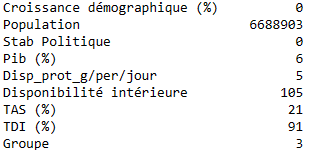 Croissance démographique (%) 0
Population 6688903
Stab Politique 0
Pib (%) 6
Disp_prot_g/per/jour 5
Disponibilité intérieure 105
TAS (%) 21
TDI (%) 91
Groupe 3